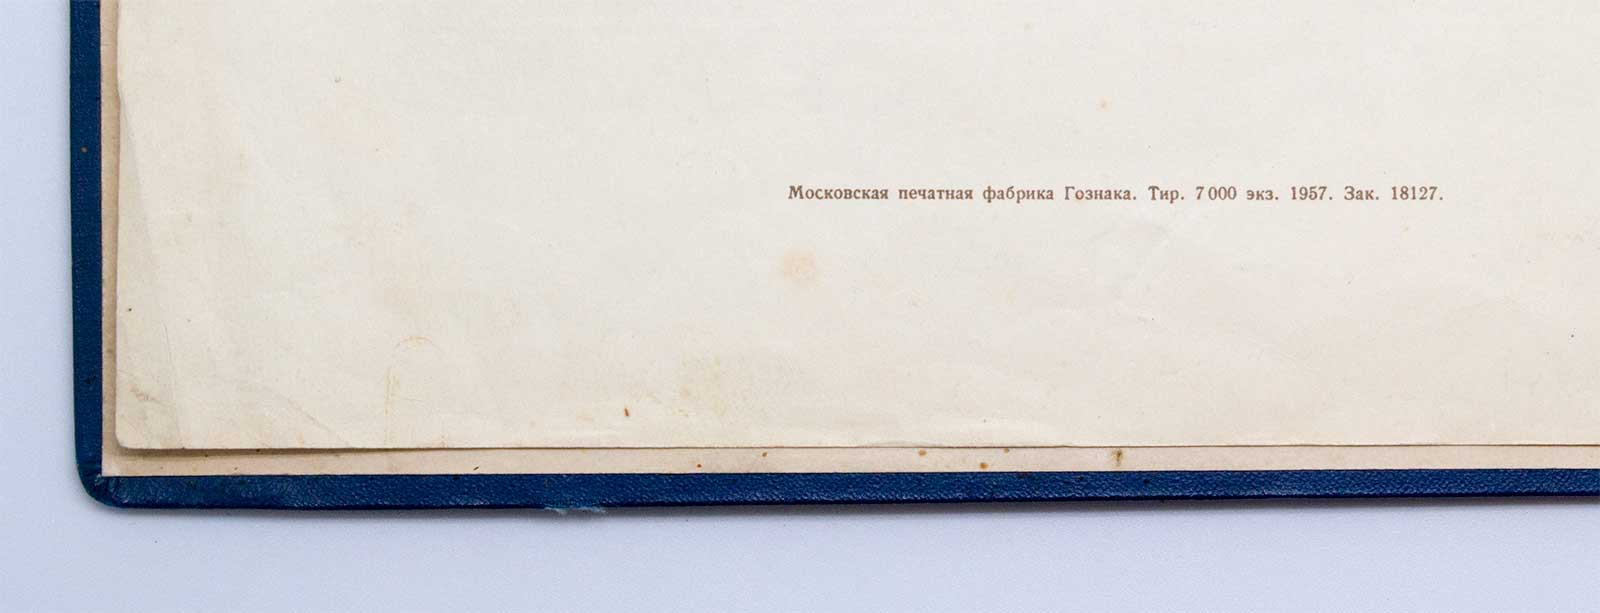 Московская печатная фабрика Гознака. Тир. 7 000 экз. 1957. Зак. 18127.